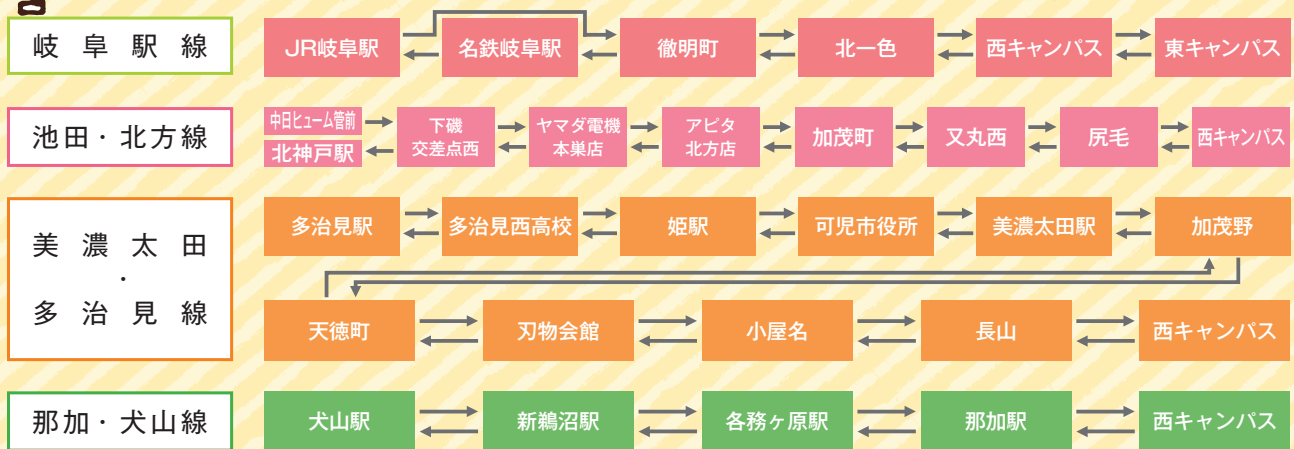 岐阜駅線
JR岐阜駅
名鉄岐阜駅
徹明町
北一色
西キャンパス
東キャンパス
池田・北方線
中日ヒューム管前
北神戸駅
下磯
交差点西
ヤマダ電機
本巣店
アピタ
北方店
加茂町
又丸西
尻毛
西キャンパス
美濃太田
・
多治見線
多治見駅
多治見西高校
姫駅
可児市役所
美濃太田駅
加茂野
天徳町
刃物会館
小屋名
長山
西キャンパス
那加・犬山線
犬山駅
新鵜沼駅
各務ヶ原駅
那加駅
西キャンパス